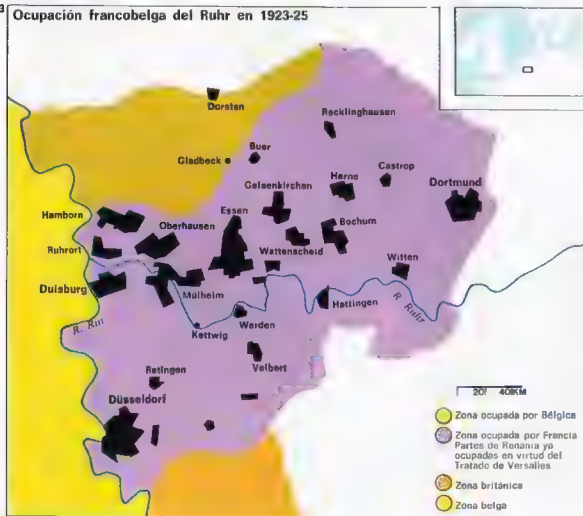 3
Ocupación francobelga del Ruhr en 1923-25
Dorsten
Recklinghausen
Buer
Gladbeck
Castrop
Gelsenkirchen
Herne
Dortmund
Hamborn
Essen
Oberhausen
Bochum
Ruhrort
Wattenscheid
Witten
Duisburg
Mülheim
Hattingen
R. Ruhr
R. Rin
Werden
Kettwig
Velbert
Ratingen
Düsseldorf
20 40KM
Zona ocupada por Bélgica
Zona ocupada por Francia
Partes de Renania ya
ocupadas en virtud del
Tratado de Versalles
Zona británica
Zona belga